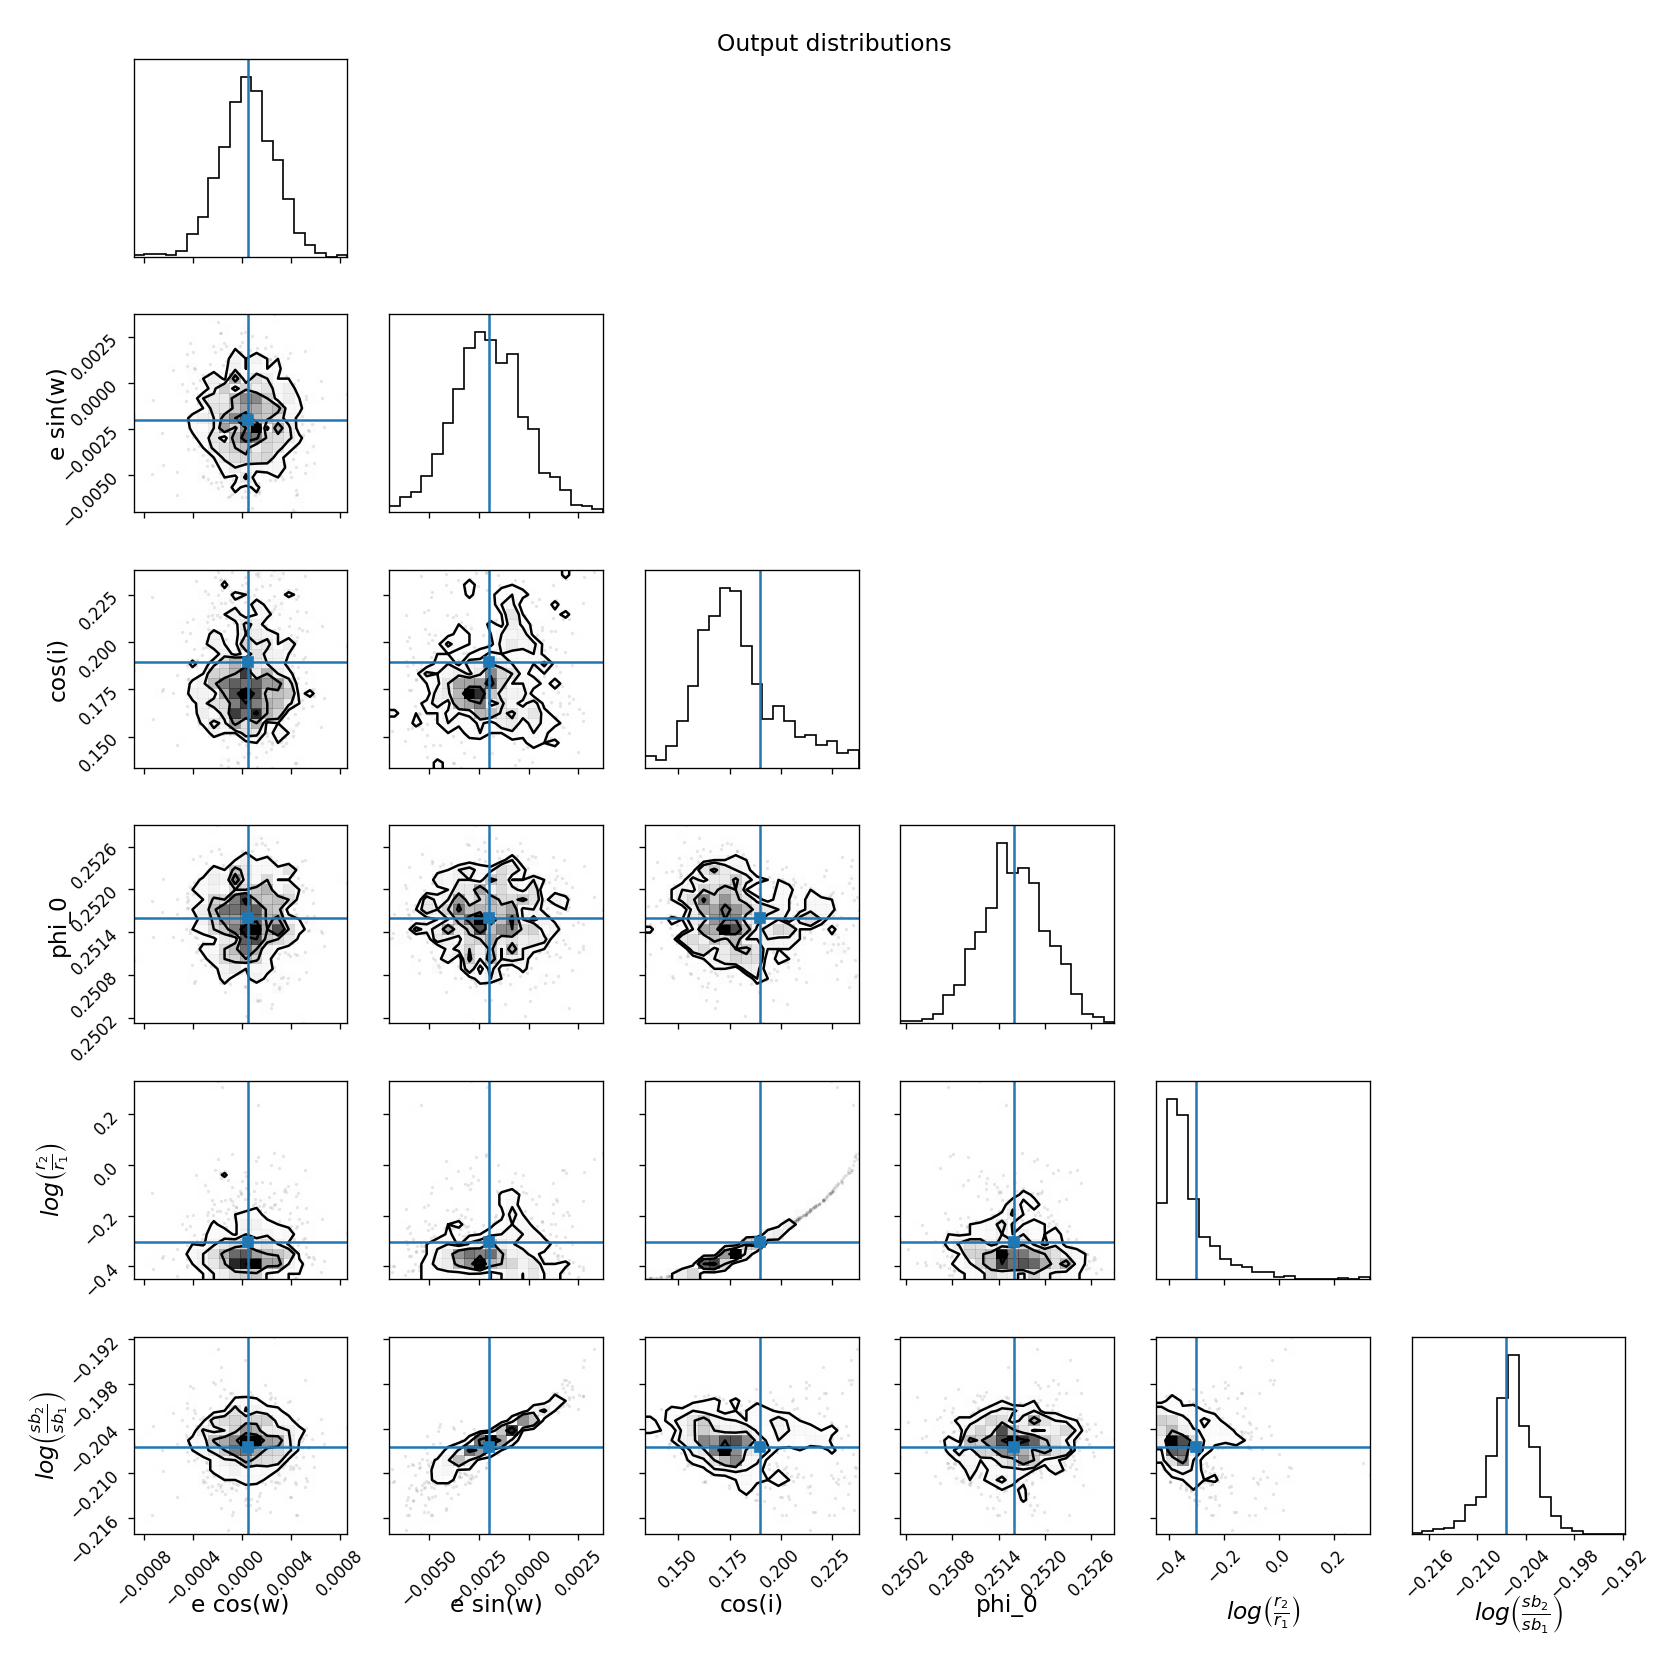 Output distributions
e sin(w)
0.0025
0.0000
−0.0025
−0.0050
cos(i)
0.225
0.200
0.175
0.150
phi_0
0.2526
0.2520
0.2514
0.2508
0.2502
log(r2/r1)
0.2
0.0
−0.2
−0.4
log(sb2/sb1)
−0.192
−0.198
−0.204
−0.210
−0.216
−0.0008 −0.0004 0.0000 0.0004 0.0008 −0.0050 −0.0025 0.0000 0.0025 0.150 0.175 0.200 0.225 0.2502 0.2508 0.2514 0.2520 0.2526 −0.4 −0.2 0.0 0.2 −0.216 −0.210 −0.204 −0.198 −0.192
e cos(w) e sin(w) cos(i) phi_0 log(r2/r1) log(sb2/sb1)